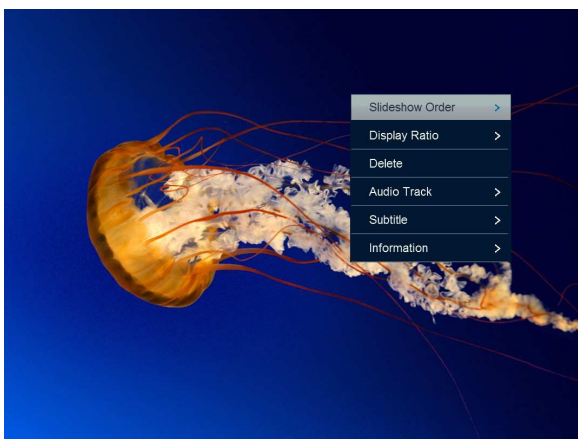 Slideshow Order
Display Ratio
Delete
Audio Track
Subtitle
Information